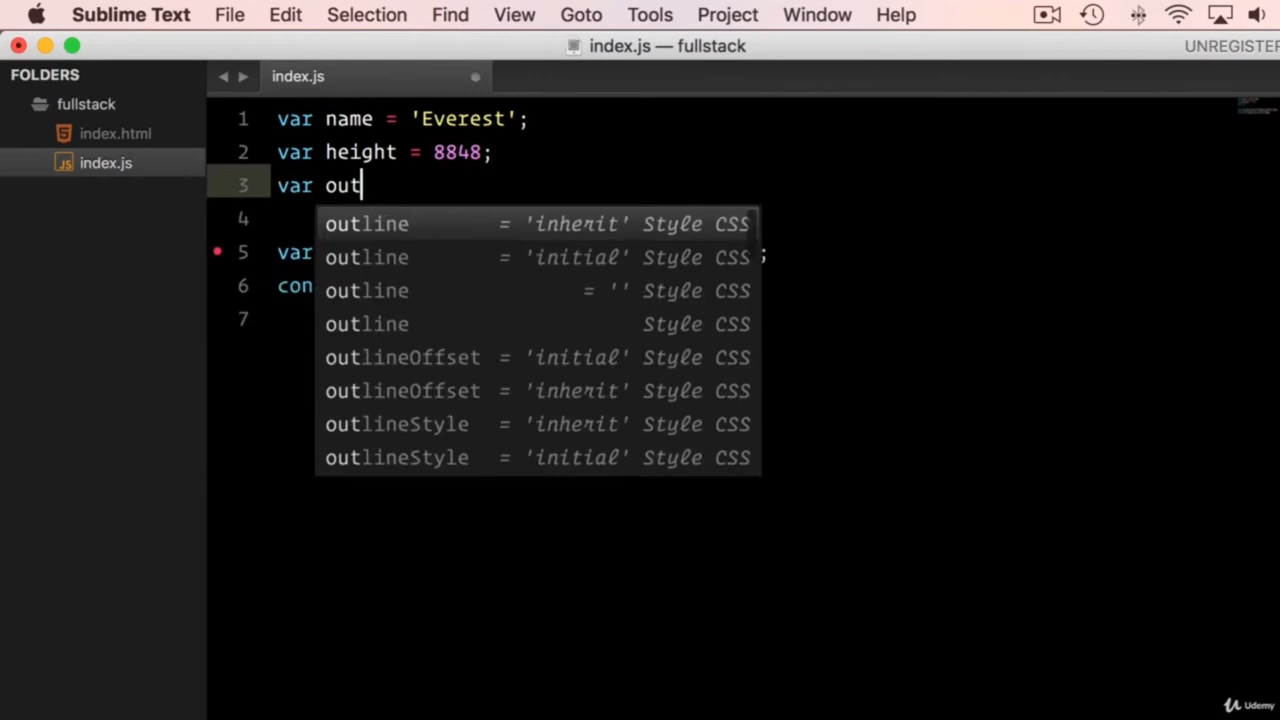 Sublime Text File Edit Selection Find View Goto Tools Project Window Help
index.js — fullstack UNREGISTER
FOLDERS
fullstack
index.html
index.js
index.js
1 var name = 'Everest';
2 var height = 8848;
3 var out
4
5 var ;
6 con
7
outline = 'inherit' Style CSS
outline = 'initial' Style CSS
outline = '' Style CSS
outline Style CSS
outlineOffset = 'initial' Style CSS
outlineOffset = 'inherit' Style CSS
outlineStyle = 'inherit' Style CSS
outlineStyle = 'initial' Style CSS
Udemy